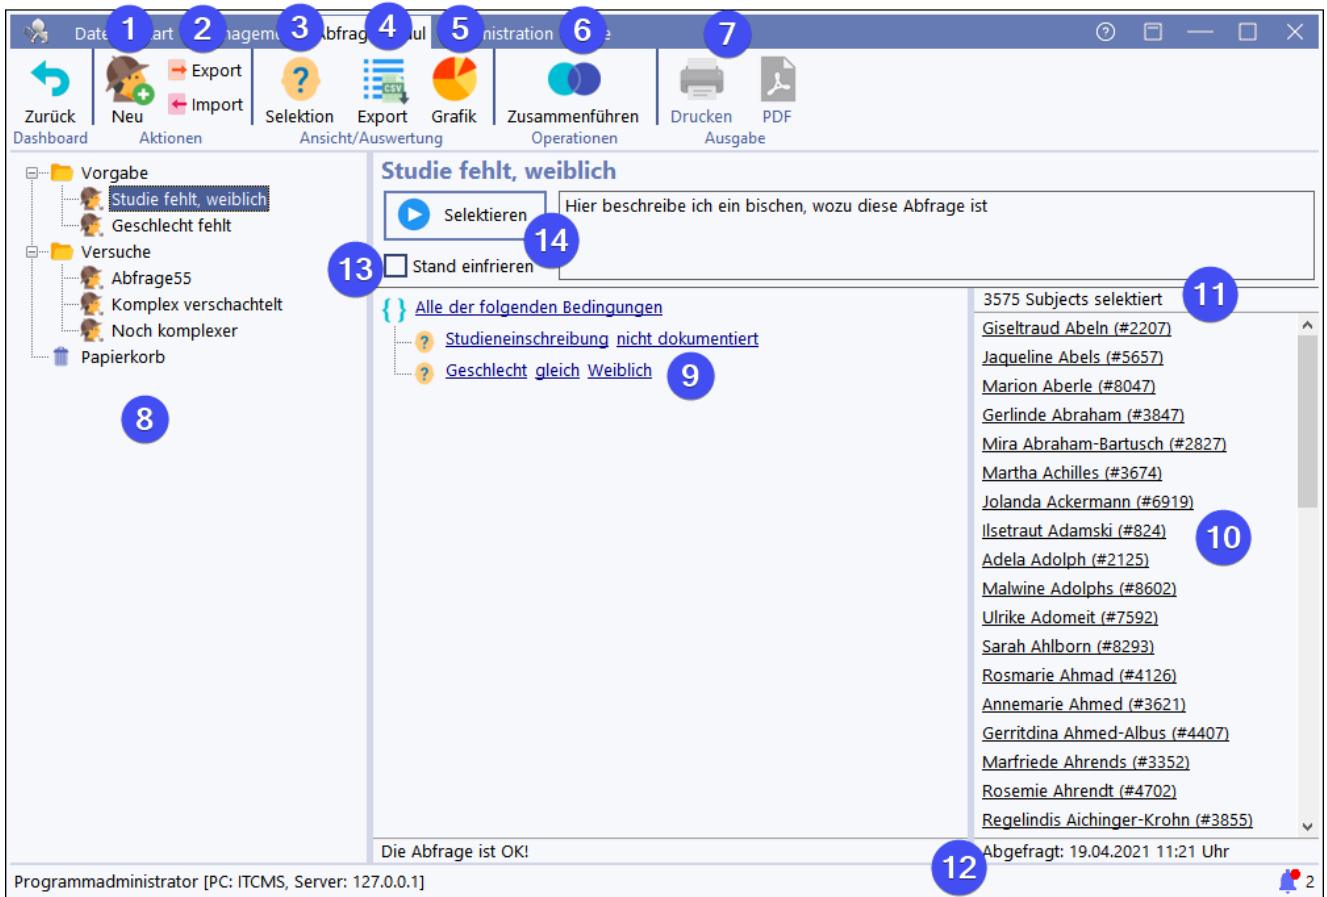 1 2 3 4 5 6 7
Zurück Neu Export Import Selektion Export Grafik Zusammenführen Drucken PDF
CSV
Dashboard Aktionen Ansicht/Auswertung Operationen Ausgabe
Vorgabe
Studie fehlt, weiblich
Geschlecht fehlt
Versuche
Abfrage55
Komplex verschachtelt
Noch komplexer
Papierkorb
8
Studie fehlt, weiblich
Selektieren
14
Hier beschreibe ich ein bischen, wozu diese Abfrage ist
13
Stand einfrieren
{ } Alle der folgenden Bedingungen
? Studieneinschreibung nicht dokumentiert
? Geschlecht gleich Weiblich
9
Die Abfrage ist OK!
3575 Subjects selektiert
11
Giseltraud Abeln (#2207)
Jaqueline Abels (#5657)
Marion Aberle (#8047)
Gerlinde Abraham (#3847)
Mira Abraham-Bartusch (#2827)
Martha Achilles (#3674)
Jolanda Ackermann (#6919)
Ilsetraut Adamski (#824)
10
Adela Adolph (#2125)
Malwine Adolphs (#8602)
Ulrike Adomeit (#7592)
Sarah Ahlborn (#8293)
Rosmarie Ahmad (#4126)
Annemarie Ahmed (#3621)
Gerritdina Ahmed-Albus (#4407)
Marfriede Ahrends (#3352)
Rosemie Ahrendt (#4702)
Regelindis Aichinger-Krohn (#3855)
12
Abgefragt: 19.04.2021 11:21 Uhr
Programmadministrator [PC: ITCMS, Server: 127.0.0.1]
2